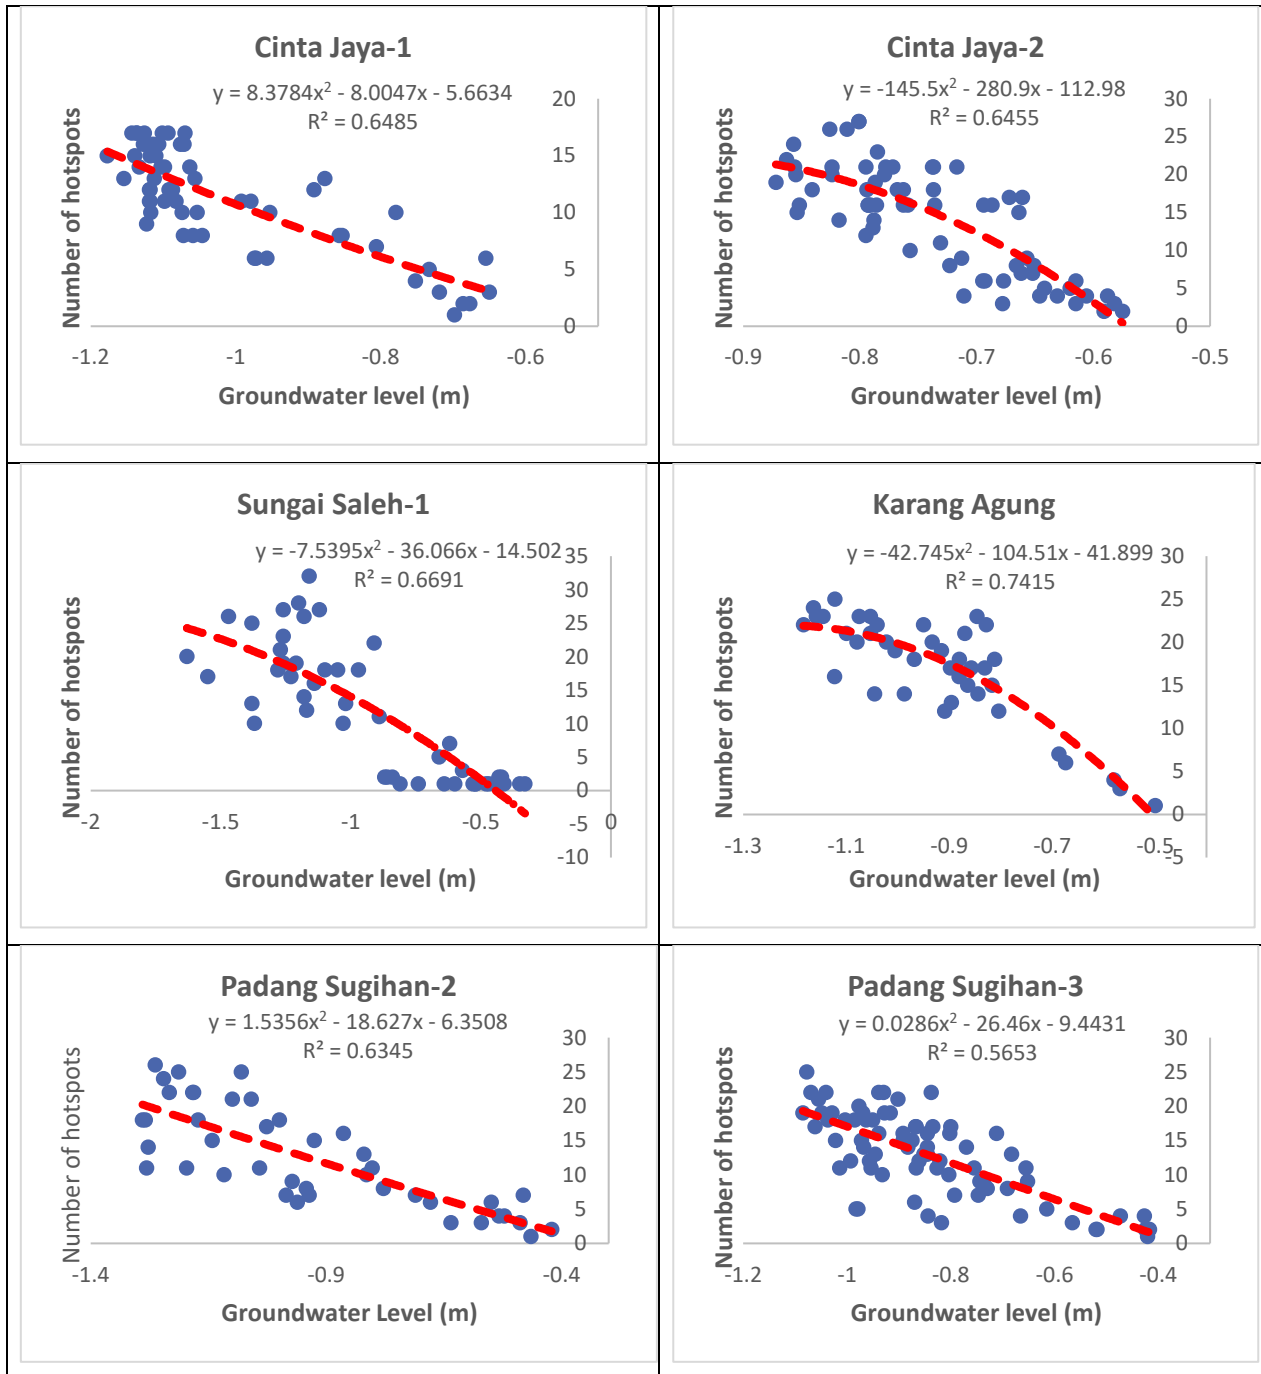 Cinta Jaya-1
y = 8.3784x² - 8.0047x - 5.6634
R² = 0.6485
Number of hotspots
20
15
10
5
0
-1.2 -1 -0.8 -0.6
Groundwater level (m)
Cinta Jaya-2
y = -145.5x² - 280.9x - 112.98
R² = 0.6455
Number of hotspots
30
25
20
15
10
5
0
-0.9 -0.8 -0.7 -0.6 -0.5
Groundwater level (m)
Sungai Saleh-1
y = -7.5395x² - 36.066x - 14.502
R² = 0.6691
Number of hotspots
35
30
25
20
15
10
5
0
-5
-10
-2 -1.5 -1 -0.5 0
Groundwater level (m)
Karang Agung
y = -42.745x² - 104.51x - 41.899
R² = 0.7415
Number of hotspots
30
25
20
15
10
5
0
-5
-1.3 -1.1 -0.9 -0.7 -0.5
Groundwater level (m)
Padang Sugihan-2
y = 1.5356x² - 18.627x - 6.3508
R² = 0.6345
Number of hotspots
30
25
20
15
10
5
0
-1.4 -0.9 -0.4
Groundwater Level (m)
Padang Sugihan-3
y = 0.0286x² - 26.46x - 9.4431
R² = 0.5653
Number of hotspots
30
25
20
15
10
5
0
-1.2 -1 -0.8 -0.6 -0.4
Groundwater level (m)